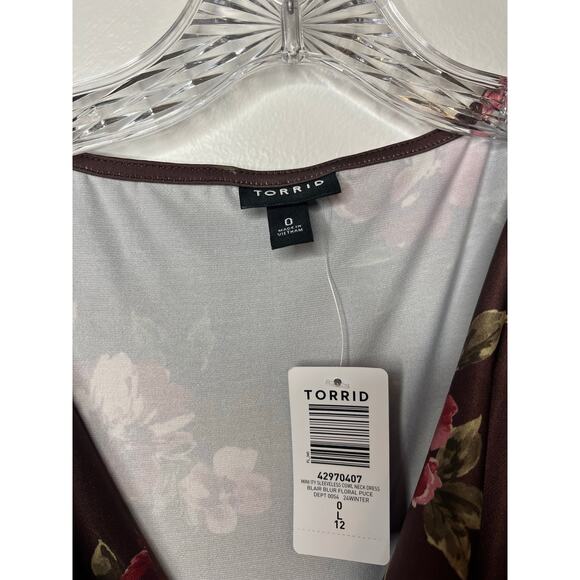 TORRID
0
MADE IN
VIETNAM
TORRID
42970407
MINI ITY SLEEVELESS COWL NECK DRESS
BLAIR BLUR FLORAL PUCE
DEPT 0054 24WINTER
0
L
12